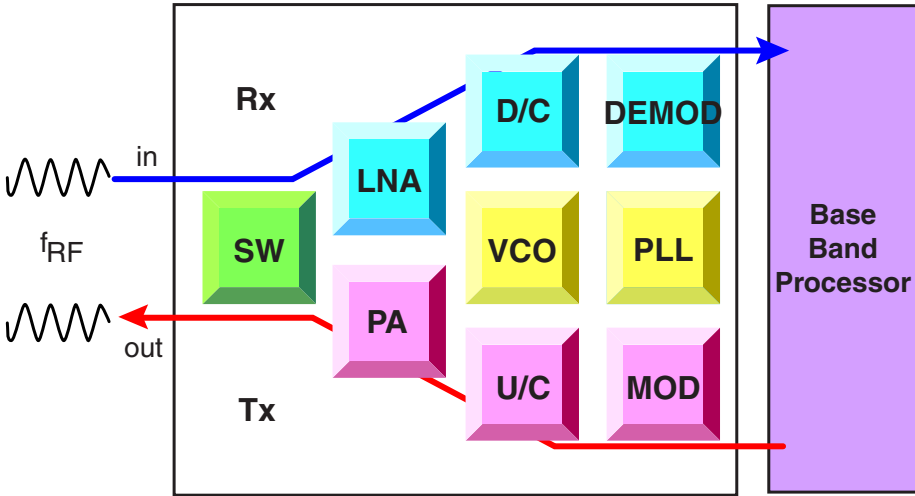 Rx
D/C
DEMOD
in
LNA
SW
VCO
PLL
Base
Band
Processor
fRF
PA
out
Tx
U/C
MOD